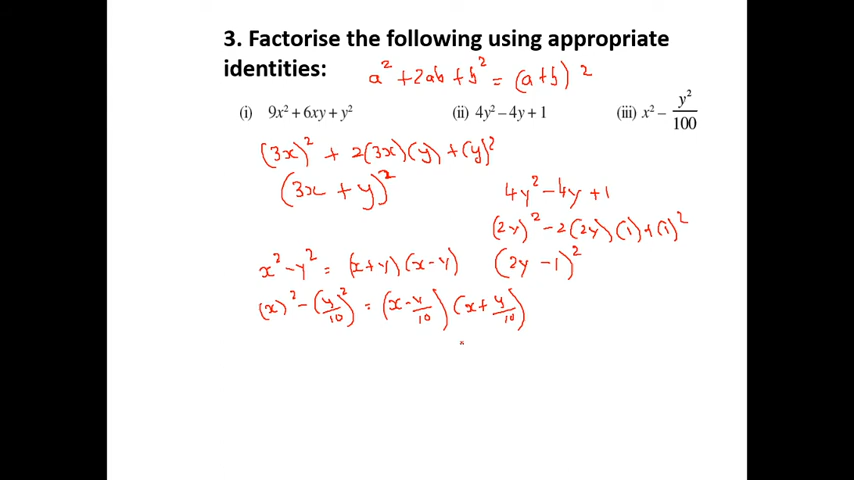 3. Factorise the following using appropriate
identities:
a² + 2ab + b² = (a + b)²
(i) 9x² + 6xy + y² (ii) 4y² – 4y + 1 (iii) x² – y²/100
(3x)² + 2(3x)(y) + (y)²
(3x + y)²
4y² – 4y + 1
(2y)² – 2(2y)(1) + (1)²
(2y – 1)²
x² – y² = (x + y)(x – y)
(x)² – (y/10)² = (x – y/10)(x + y/10)